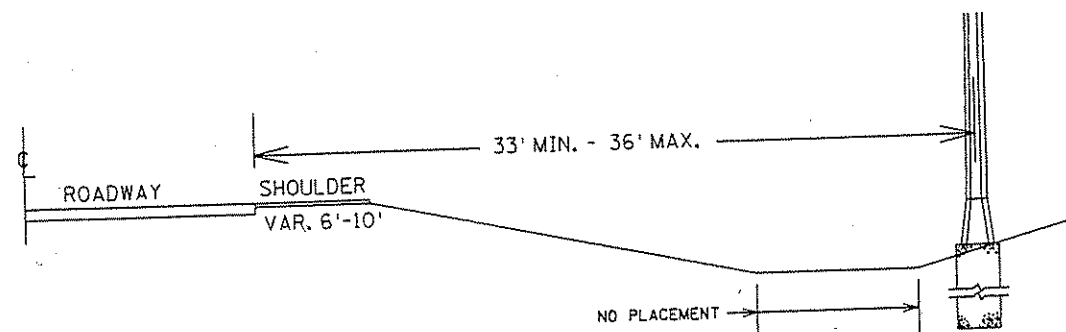 33' MIN. - 36' MAX.
℄
ROADWAY
SHOULDER
VAR. 6'-10'
NO PLACEMENT